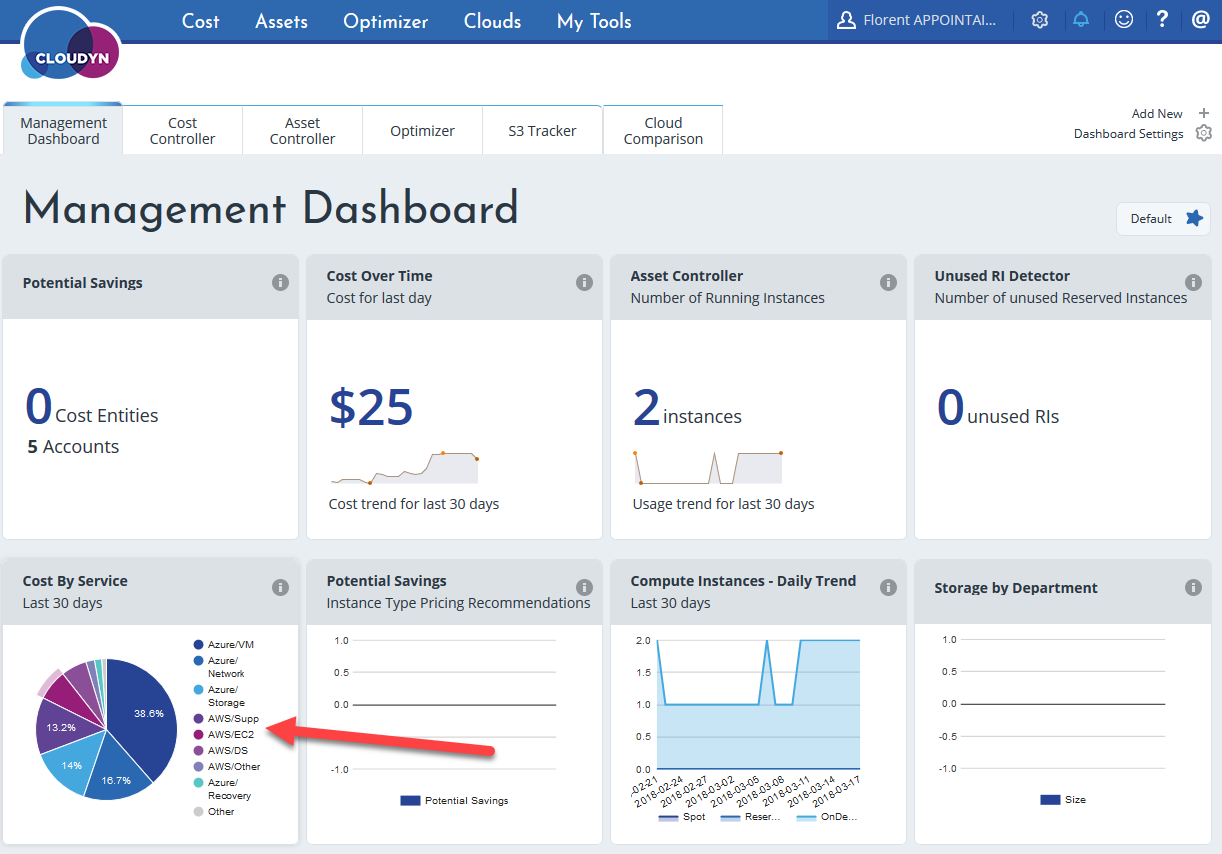 Cost Assets Optimizer Clouds My Tools
Florent APPOINTAI... ? @
CLOUDYN
Management Dashboard
Cost Controller
Asset Controller
Optimizer
S3 Tracker
Cloud Comparison
Add New +
Dashboard Settings
Management Dashboard
Default
Potential Savings
0 Cost Entities
5 Accounts
Cost Over Time
Cost for last day
$25
Cost trend for last 30 days
Asset Controller
Number of Running Instances
2 instances
Usage trend for last 30 days
Unused RI Detector
Number of unused Reserved Instances
0 unused RIs
Cost By Service
Last 30 days
38.6%
16.7%
14%
13.2%
Azure/VM
Azure/
Network
Azure/
Storage
AWS/Supp
AWS/EC2
AWS/DS
AWS/Other
Azure/
Recovery
Other
Potential Savings
Instance Type Pricing Recommendations
1.0
0.5
0.0
-1.0
Potential Savings
Compute Instances - Daily Trend
Last 30 days
2.0
1.5
1.0
0.5
0.0
-02-21
2018-02-24
2018-02-27
2018-03-02
2018-03-05
2018-03-08
2018-03-11
2018-03-14
2018-03-17
Spot Reser... OnDe...
Storage by Department
1.0
0.5
0.0
-0.5
-1.0
Size